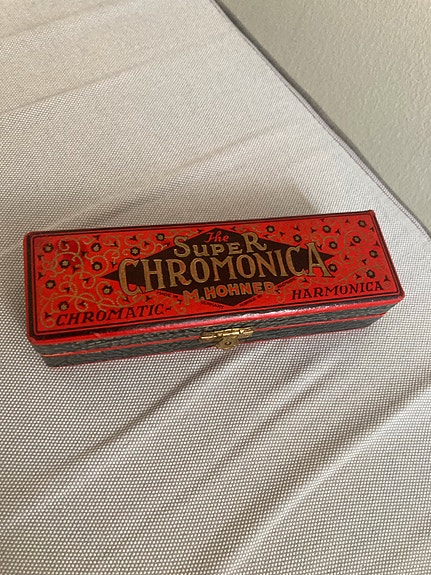 The
SUPER
CHROMONICA
M. HOHNER
CHROMATIC- HARMONICA